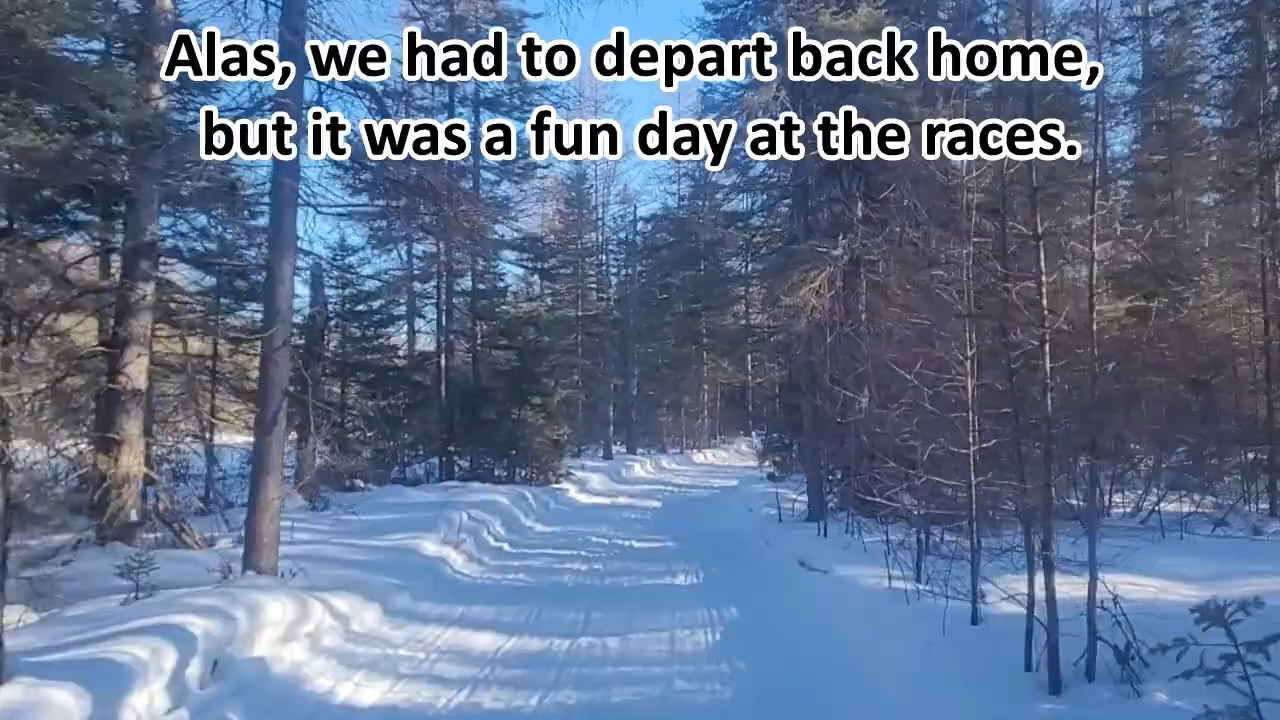 Alas, we had to depart back home,
but it was a fun day at the races.